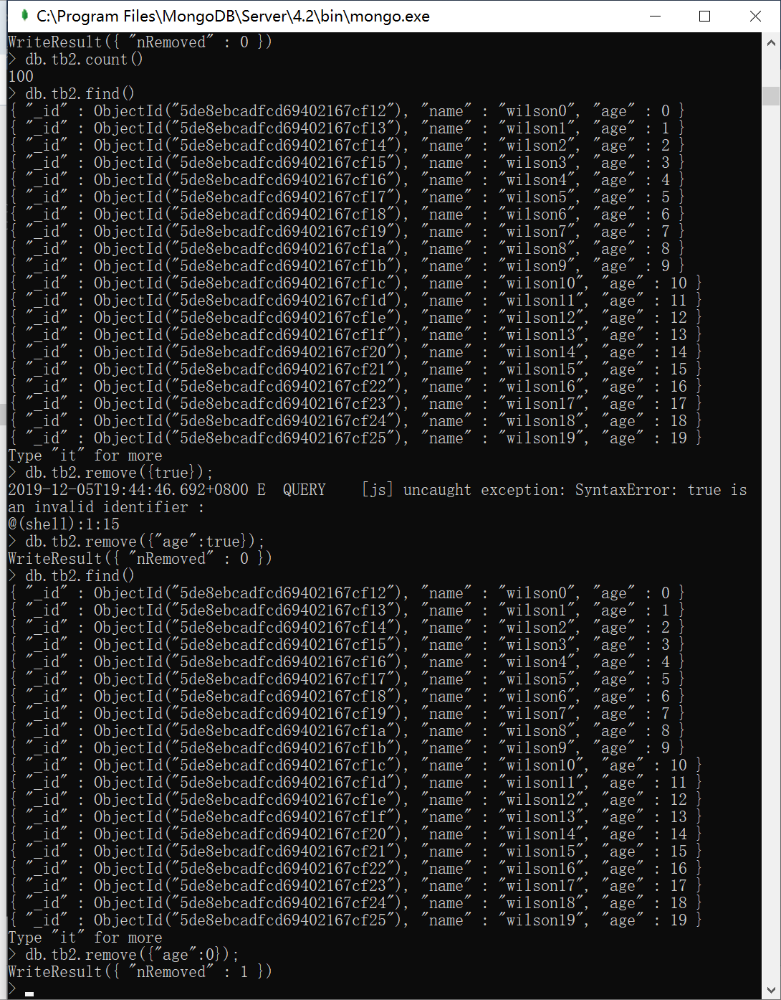 C:\Program Files\MongoDB\Server\4.2\bin\mongo.exe
WriteResult({ "nRemoved" : 0 })
> db.tb2.count()
100
> db.tb2.find()
{ "_id" : ObjectId("5de8ebcadfcd69402167cf12"), "name" : "wilson0", "age" : 0 }
{ "_id" : ObjectId("5de8ebcadfcd69402167cf13"), "name" : "wilson1", "age" : 1 }
{ "_id" : ObjectId("5de8ebcadfcd69402167cf14"), "name" : "wilson2", "age" : 2 }
{ "_id" : ObjectId("5de8ebcadfcd69402167cf15"), "name" : "wilson3", "age" : 3 }
{ "_id" : ObjectId("5de8ebcadfcd69402167cf16"), "name" : "wilson4", "age" : 4 }
{ "_id" : ObjectId("5de8ebcadfcd69402167cf17"), "name" : "wilson5", "age" : 5 }
{ "_id" : ObjectId("5de8ebcadfcd69402167cf18"), "name" : "wilson6", "age" : 6 }
{ "_id" : ObjectId("5de8ebcadfcd69402167cf19"), "name" : "wilson7", "age" : 7 }
{ "_id" : ObjectId("5de8ebcadfcd69402167cf1a"), "name" : "wilson8", "age" : 8 }
{ "_id" : ObjectId("5de8ebcadfcd69402167cf1b"), "name" : "wilson9", "age" : 9 }
{ "_id" : ObjectId("5de8ebcadfcd69402167cf1c"), "name" : "wilson10", "age" : 10 }
{ "_id" : ObjectId("5de8ebcadfcd69402167cf1d"), "name" : "wilson11", "age" : 11 }
{ "_id" : ObjectId("5de8ebcadfcd69402167cf1e"), "name" : "wilson12", "age" : 12 }
{ "_id" : ObjectId("5de8ebcadfcd69402167cf1f"), "name" : "wilson13", "age" : 13 }
{ "_id" : ObjectId("5de8ebcadfcd69402167cf20"), "name" : "wilson14", "age" : 14 }
{ "_id" : ObjectId("5de8ebcadfcd69402167cf21"), "name" : "wilson15", "age" : 15 }
{ "_id" : ObjectId("5de8ebcadfcd69402167cf22"), "name" : "wilson16", "age" : 16 }
{ "_id" : ObjectId("5de8ebcadfcd69402167cf23"), "name" : "wilson17", "age" : 17 }
{ "_id" : ObjectId("5de8ebcadfcd69402167cf24"), "name" : "wilson18", "age" : 18 }
{ "_id" : ObjectId("5de8ebcadfcd69402167cf25"), "name" : "wilson19", "age" : 19 }
Type "it" for more
> db.tb2.remove({true});
2019-12-05T19:44:46.692+0800 E  QUERY    [js] uncaught exception: SyntaxError: true is
an invalid identifier :
@(shell):1:15
> db.tb2.remove({"age":true});
WriteResult({ "nRemoved" : 0 })
> db.tb2.find()
{ "_id" : ObjectId("5de8ebcadfcd69402167cf12"), "name" : "wilson0", "age" : 0 }
{ "_id" : ObjectId("5de8ebcadfcd69402167cf13"), "name" : "wilson1", "age" : 1 }
{ "_id" : ObjectId("5de8ebcadfcd69402167cf14"), "name" : "wilson2", "age" : 2 }
{ "_id" : ObjectId("5de8ebcadfcd69402167cf15"), "name" : "wilson3", "age" : 3 }
{ "_id" : ObjectId("5de8ebcadfcd69402167cf16"), "name" : "wilson4", "age" : 4 }
{ "_id" : ObjectId("5de8ebcadfcd69402167cf17"), "name" : "wilson5", "age" : 5 }
{ "_id" : ObjectId("5de8ebcadfcd69402167cf18"), "name" : "wilson6", "age" : 6 }
{ "_id" : ObjectId("5de8ebcadfcd69402167cf19"), "name" : "wilson7", "age" : 7 }
{ "_id" : ObjectId("5de8ebcadfcd69402167cf1a"), "name" : "wilson8", "age" : 8 }
{ "_id" : ObjectId("5de8ebcadfcd69402167cf1b"), "name" : "wilson9", "age" : 9 }
{ "_id" : ObjectId("5de8ebcadfcd69402167cf1c"), "name" : "wilson10", "age" : 10 }
{ "_id" : ObjectId("5de8ebcadfcd69402167cf1d"), "name" : "wilson11", "age" : 11 }
{ "_id" : ObjectId("5de8ebcadfcd69402167cf1e"), "name" : "wilson12", "age" : 12 }
{ "_id" : ObjectId("5de8ebcadfcd69402167cf1f"), "name" : "wilson13", "age" : 13 }
{ "_id" : ObjectId("5de8ebcadfcd69402167cf20"), "name" : "wilson14", "age" : 14 }
{ "_id" : ObjectId("5de8ebcadfcd69402167cf21"), "name" : "wilson15", "age" : 15 }
{ "_id" : ObjectId("5de8ebcadfcd69402167cf22"), "name" : "wilson16", "age" : 16 }
{ "_id" : ObjectId("5de8ebcadfcd69402167cf23"), "name" : "wilson17", "age" : 17 }
{ "_id" : ObjectId("5de8ebcadfcd69402167cf24"), "name" : "wilson18", "age" : 18 }
{ "_id" : ObjectId("5de8ebcadfcd69402167cf25"), "name" : "wilson19", "age" : 19 }
Type "it" for more
> db.tb2.remove({"age":0});
WriteResult({ "nRemoved" : 1 })
>